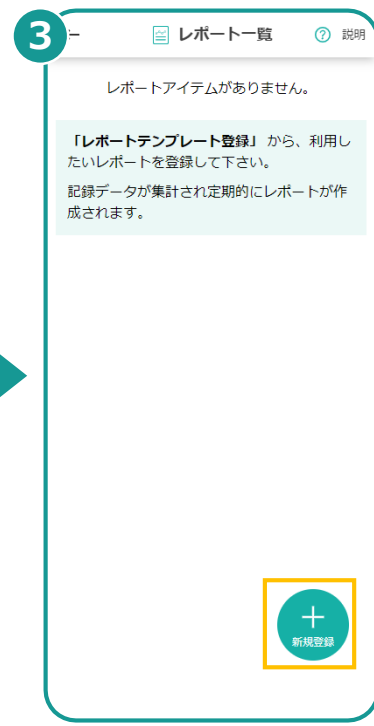 3
レポート一覧
説明
レポートアイテムがありません。
「レポートテンプレート登録」 から、利用し
たいレポートを登録して下さい。
記録データが集計され定期的にレポートが作
成されます。
新規登録